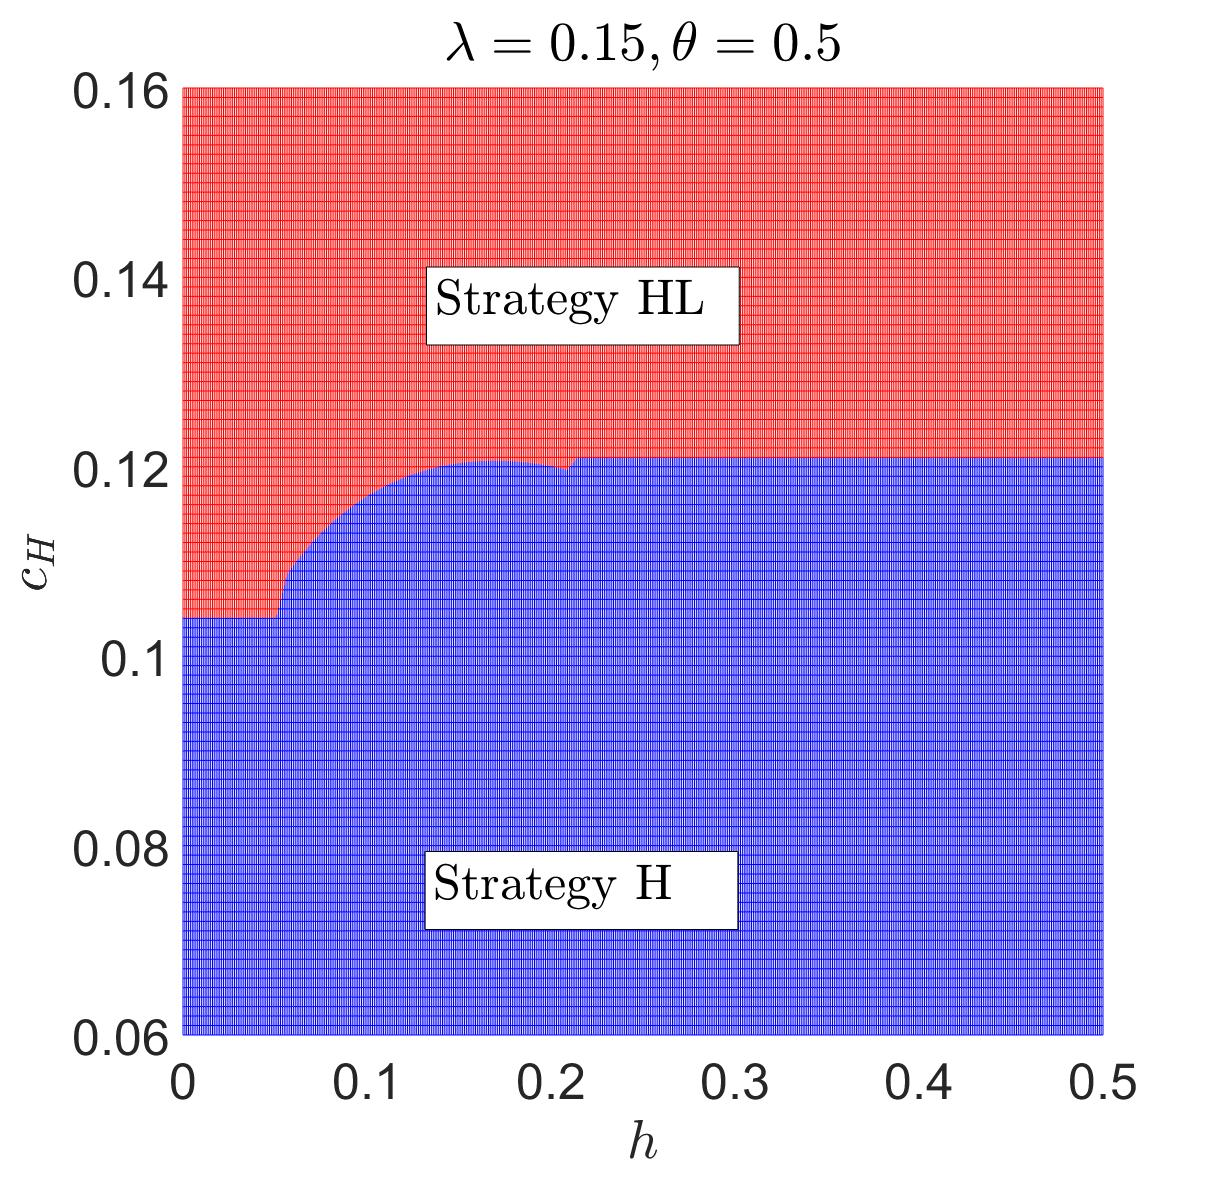 λ = 0.15, θ = 0.5
0.16
0.14
0.12
0.1
0.08
0.06
c_H
Strategy HL
Strategy H
0 0.1 0.2 0.3 0.4 0.5
h